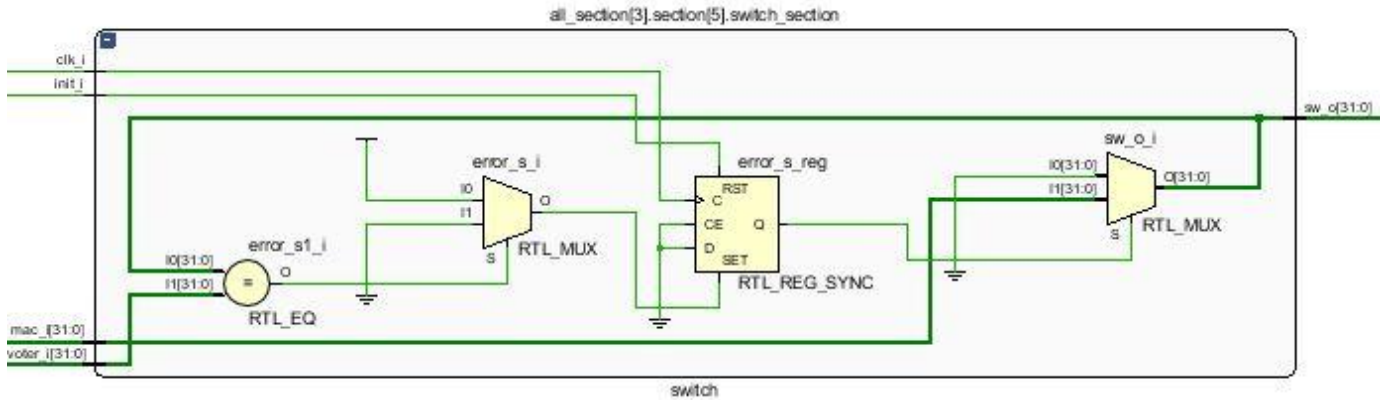 all_section[3].section[5].switch_section
clk_i
init_i
sw_o[31:0]
sw_o_i
error_s_i
error_s_reg
I0[31:0]
O[31:0]
I0
RST
I1[31:0]
O
C
I1
CE
Q
S
RTL_MUX
error_s1_i
D
S
RTL_MUX
I0[31:0]
SET
O
RTL_REG_SYNC
I1[31:0]
=
RTL_EQ
mac_i[31:0]
voter_i[31:0]
switch